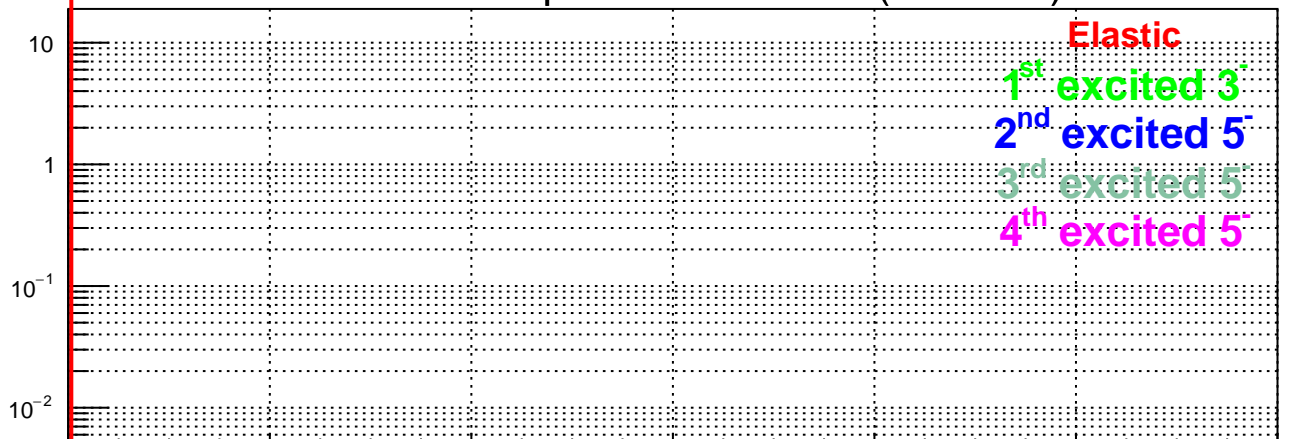 10
Elastic
1st excited 3-
2nd excited 5-
1
3rd excited 5-
4th excited 5-
10−1
10−2